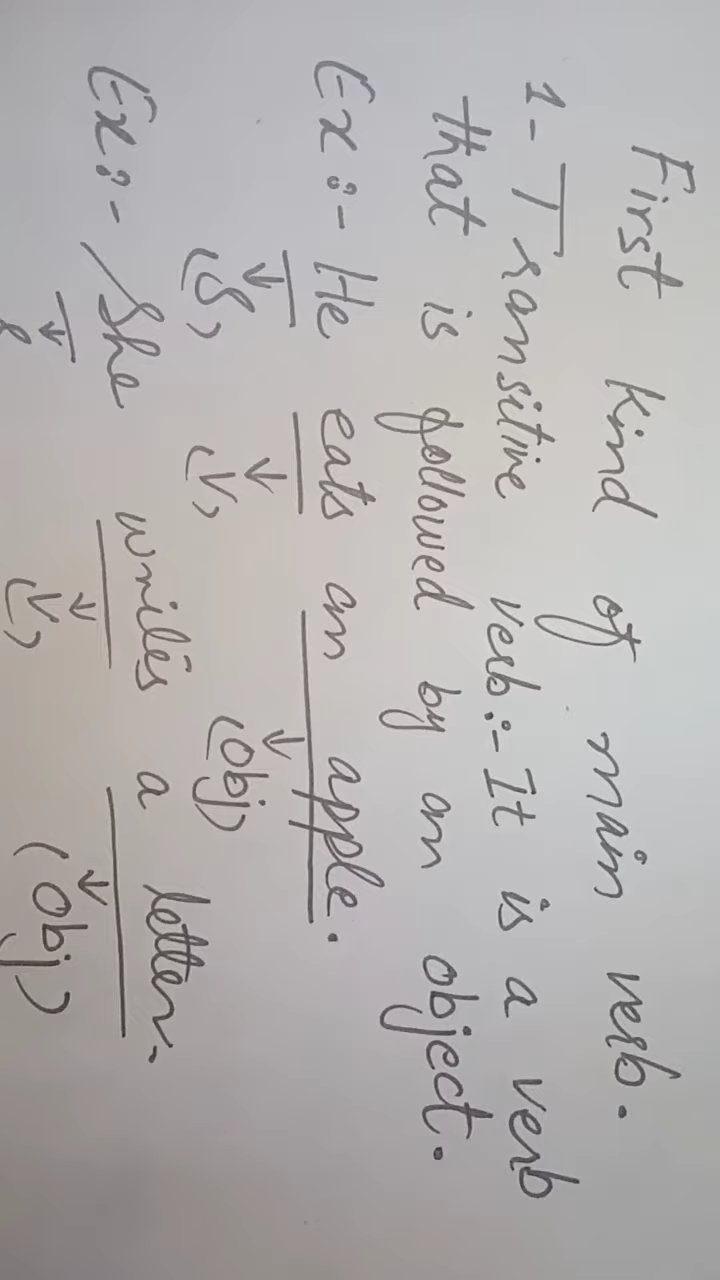 First kind of main verb.
1- Transitive verb:- It is a verb
that is followed by an object.
Ex:- He eats an apple.
(S) (V) (Obj)
Ex:- She writes a letter.
S (V) (Obj)